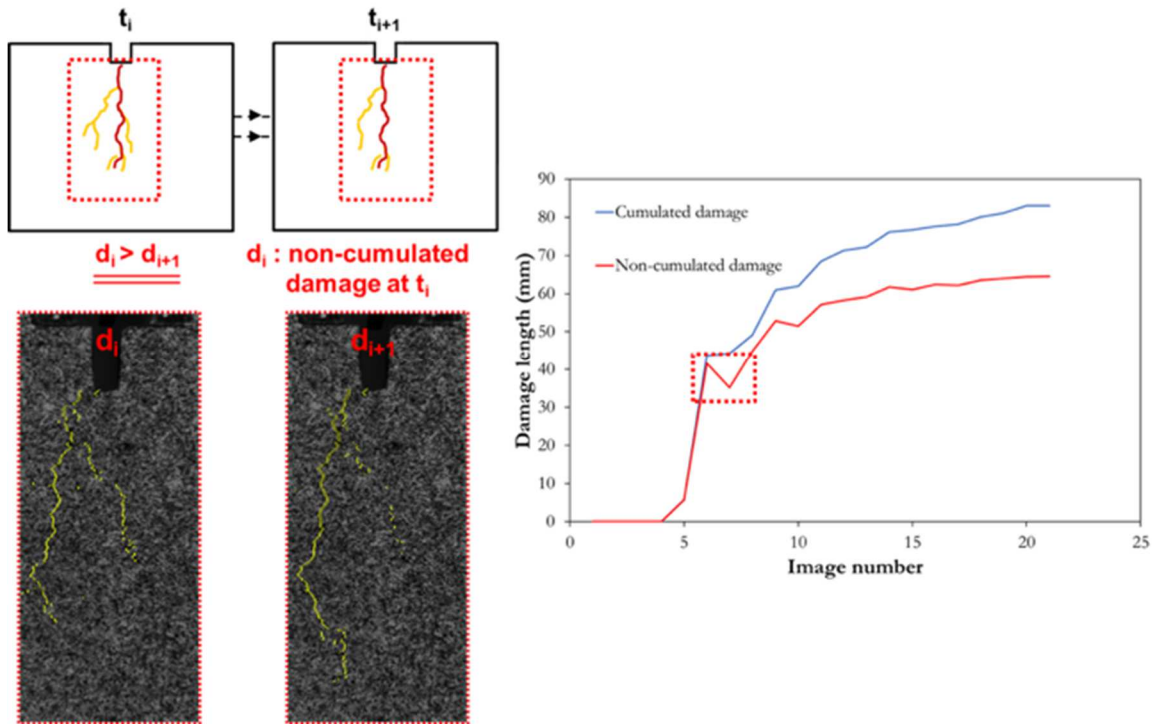 tᵢ
tᵢ₊₁
dᵢ > dᵢ₊₁
dᵢ : non-cumulated
damage at tᵢ
dᵢ
dᵢ₊₁
90
80
70
60
50
40
30
20
10
0
Damage length (mm)
Cumulated damage
Non-cumulated damage
0
5
10
15
20
25
Image number